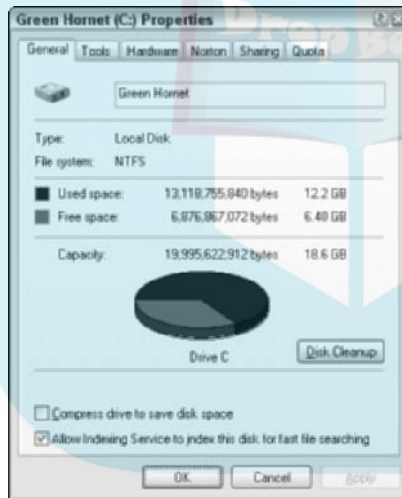 Green Hornet (C:) Properties
General Tools Hardware Norton Sharing Quota
Green Hornet
Type: Local Disk
File system: NTFS
Used space: 13,118,755,840 bytes 12.2 GB
Free space: 6,876,867,072 bytes 6.40 GB
Capacity: 19,995,622,912 bytes 18.6 GB
Drive C
Disk Cleanup
Compress drive to save disk space
Allow Indexing Service to index this disk for fast file searching
OK Cancel Apply